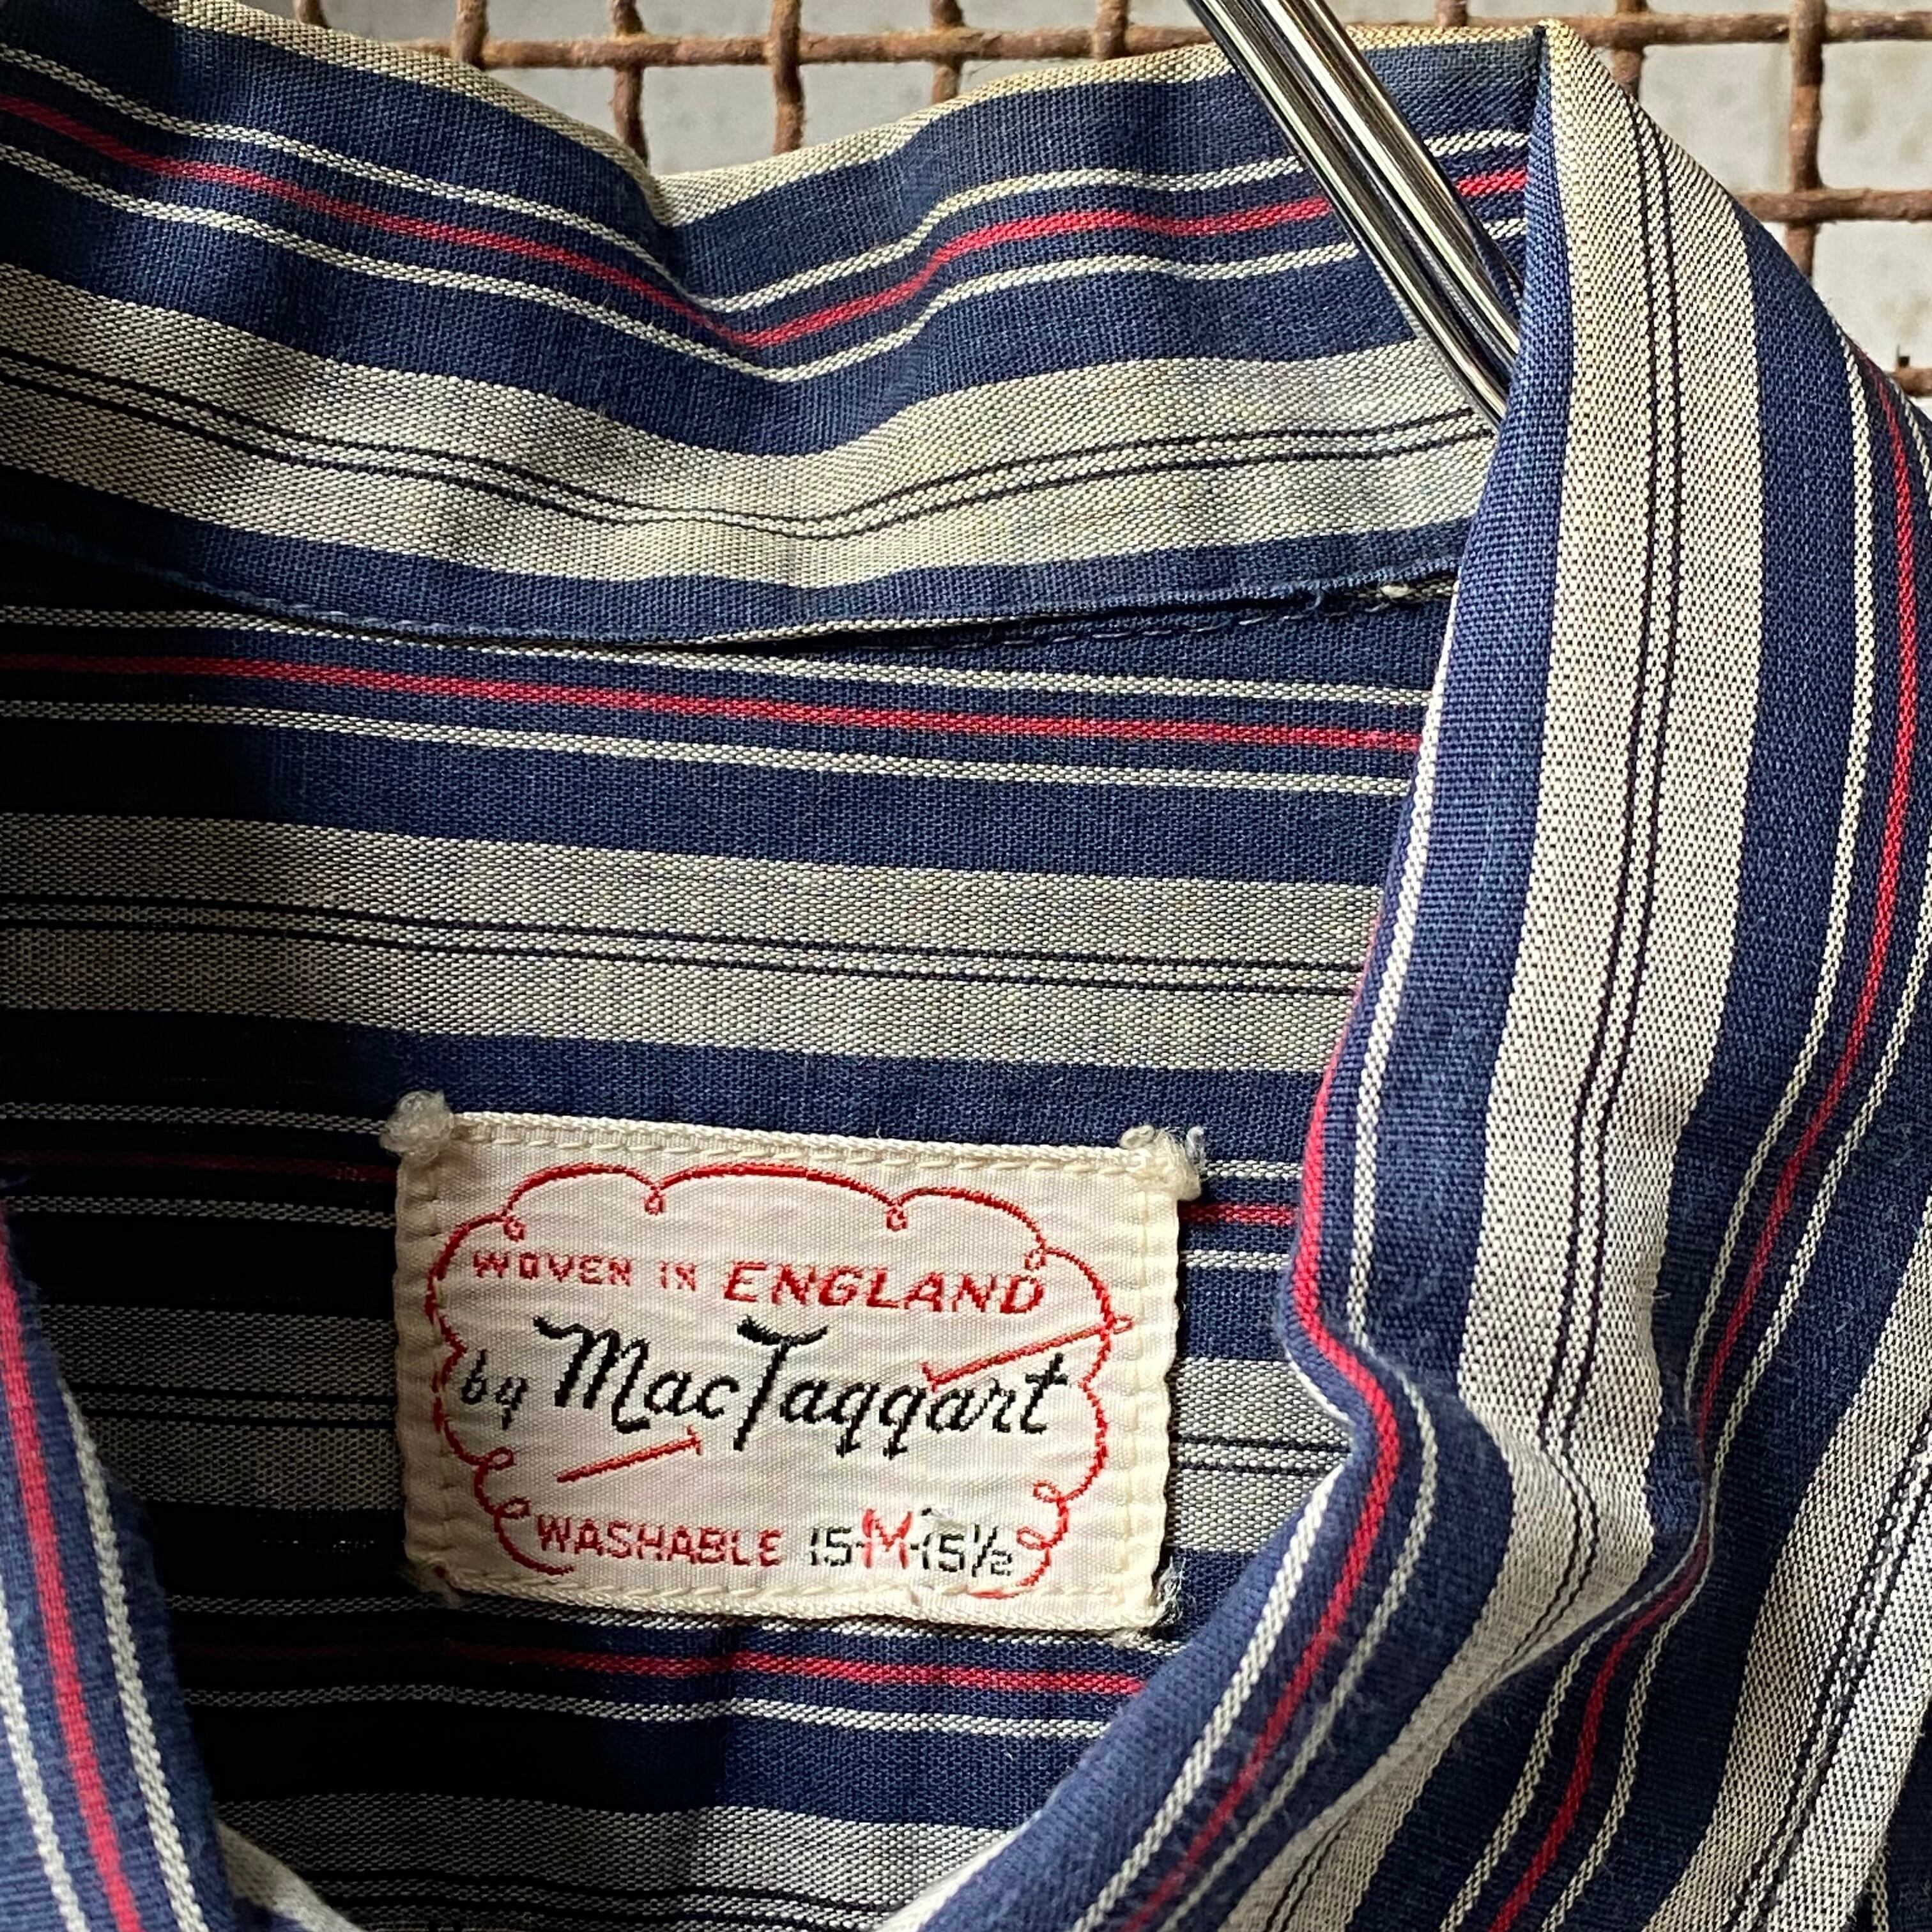 WOVEN IN ENGLAND
by MacTaggart
WASHABLE 15-M-15½